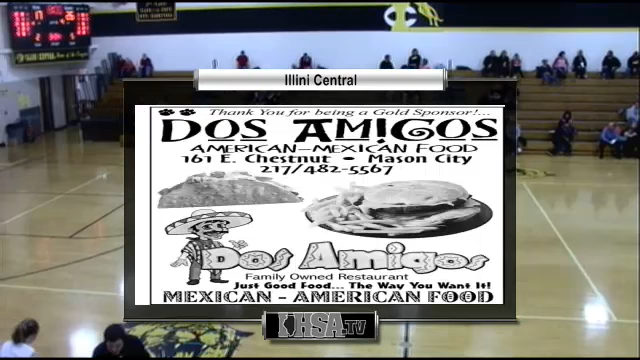 Illini Central
Thank You for being a Gold Sponsor!...
DOS AMIGOS
AMERICAN-MEXICAN FOOD
161 E. Chestnut • Mason City
217/482-5567
Dos Amigos
Family Owned Restaurant
Just Good Food... The Way You Want It!
MEXICAN - AMERICAN FOOD
IHSA.TV